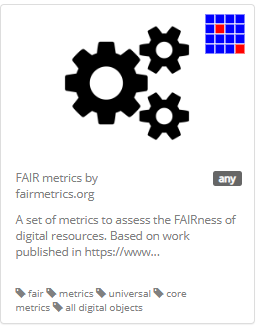 FAIR metrics by
fairmetrics.org
any
A set of metrics to assess the FAIRness of
digital resources. Based on work
published in https://www...
fair metrics universal core
metrics all digital objects